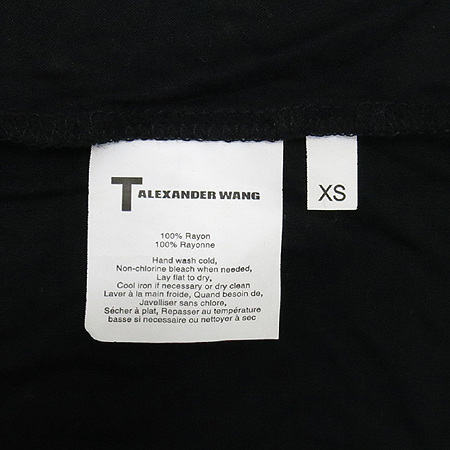 T ALEXANDER WANG
XS
100% Rayon
100% Rayonne
Hand wash cold,
Non-chlorine bleach when needed,
Lay flat to dry,
Cool iron if necessary or dry clean
Laver à la main froide, Quand besoin de,
Javelliser sans chlore,
Sécher à plat, Repasser au température
basse si necessaire ou nettoyer à sec